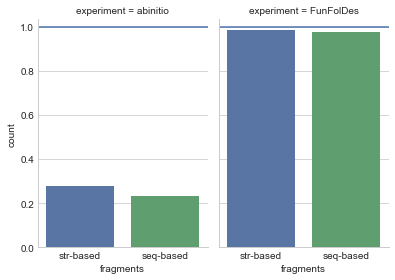 experiment = abinitio
experiment = FunFolDes
1.0
0.8
0.6
0.4
0.2
0.0
count
str-based
seq-based
str-based
seq-based
fragments
fragments